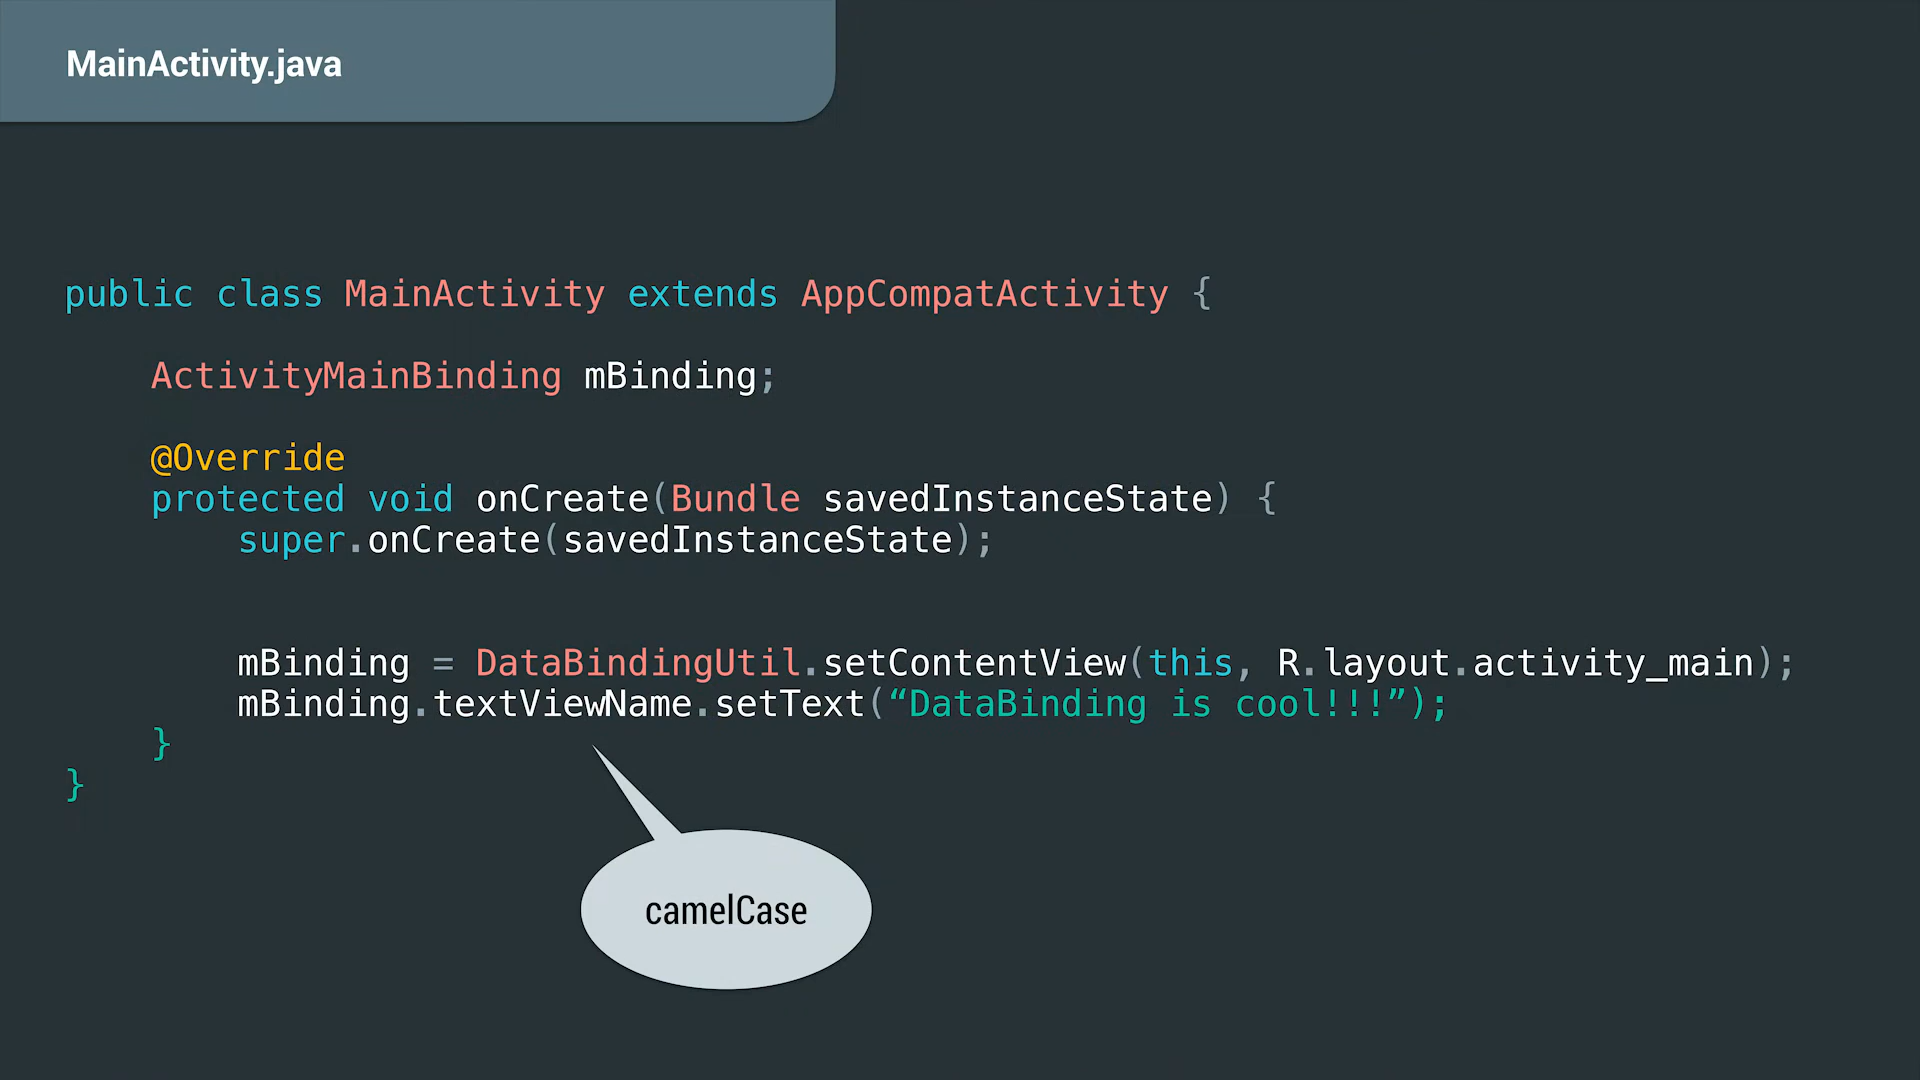 MainActivity.java
public class MainActivity extends AppCompatActivity {
ActivityMainBinding mBinding;
@Override
protected void onCreate(Bundle savedInstanceState) {
super.onCreate(savedInstanceState);
mBinding = DataBindingUtil.setContentView(this, R.layout.activity_main);
mBinding.textViewName.setText(“DataBinding is cool!!!”);
}
}
camelCase